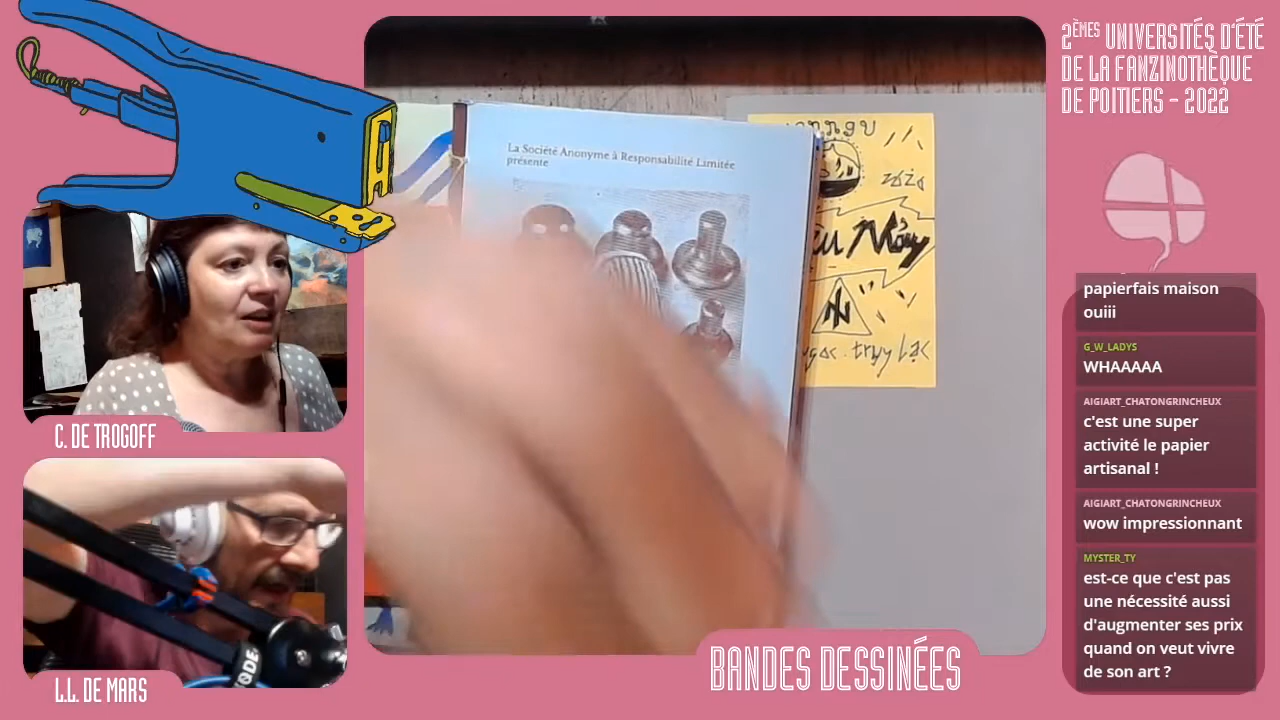 2ÈMES UNIVERSITÉS D'ÉTÉ
DE LA FANZINOTHÈQUE
DE POITIERS - 2022
La Société Anonyme à Responsabilité Limitée
présente
C. DE TROGOFF
L.L. DE MARS
BANDES DESSINÉES
papierfais maison
ouiii
G_W_LADYS
WHAAAAA
AIGIART_CHATONGRINCHEUX
c'est une super
activité le papier
artisanal !
AIGIART_CHATONGRINCHEUX
wow impressionnant
MYSTER_TY
est-ce que c'est pas
une nécessité aussi
d'augmenter ses prix
quand on veut vivre
de son art ?